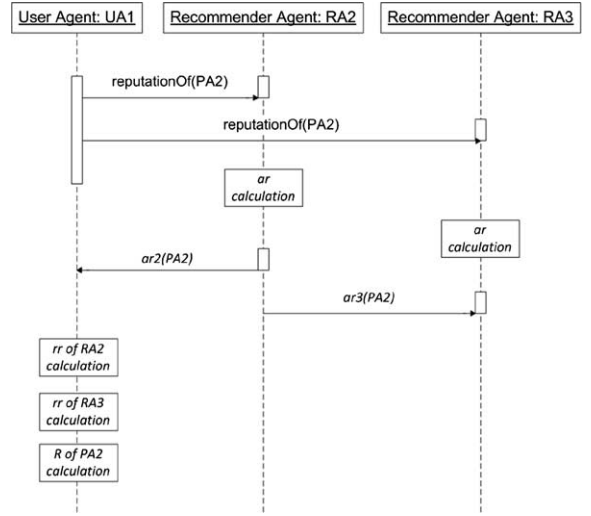 User Agent: UA1
Recommender Agent: RA2
Recommender Agent: RA3
reputationOf(PA2)
reputationOf(PA2)
ar
calculation
ar
calculation
ar2(PA2)
ar3(PA2)
rr of RA2
calculation
rr of RA3
calculation
R of PA2
calculation